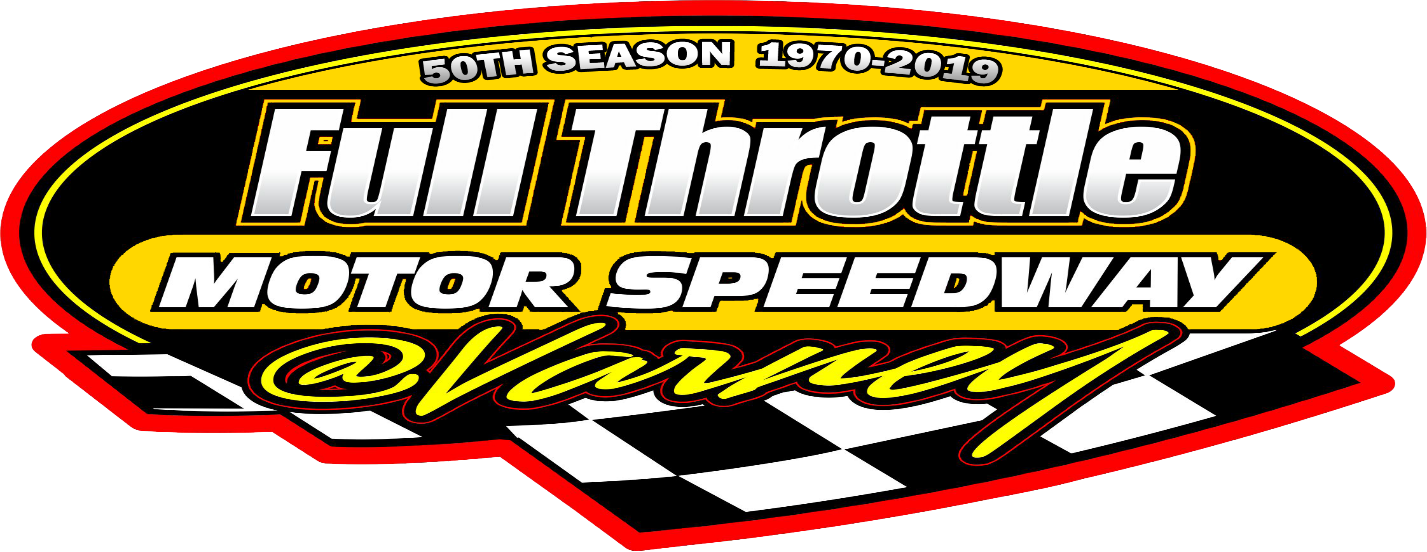 50TH SEASON 1970-2019
Full Throttle
MOTOR SPEEDWAY
@Varney